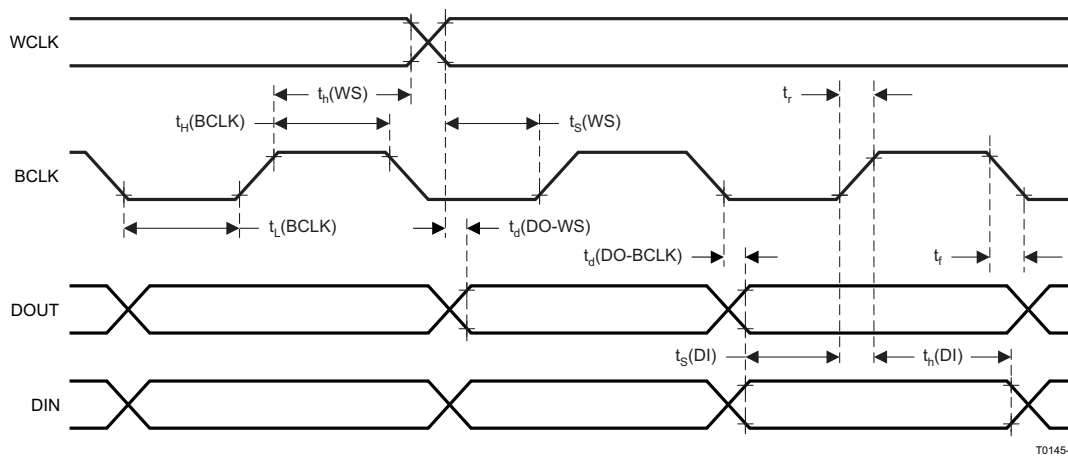 WCLK
th(WS)
tr
tH(BCLK)
tS(WS)
BCLK
tL(BCLK)
td(DO-WS)
td(DO-BCLK)
tf
DOUT
tS(DI)
th(DI)
DIN
T0145-